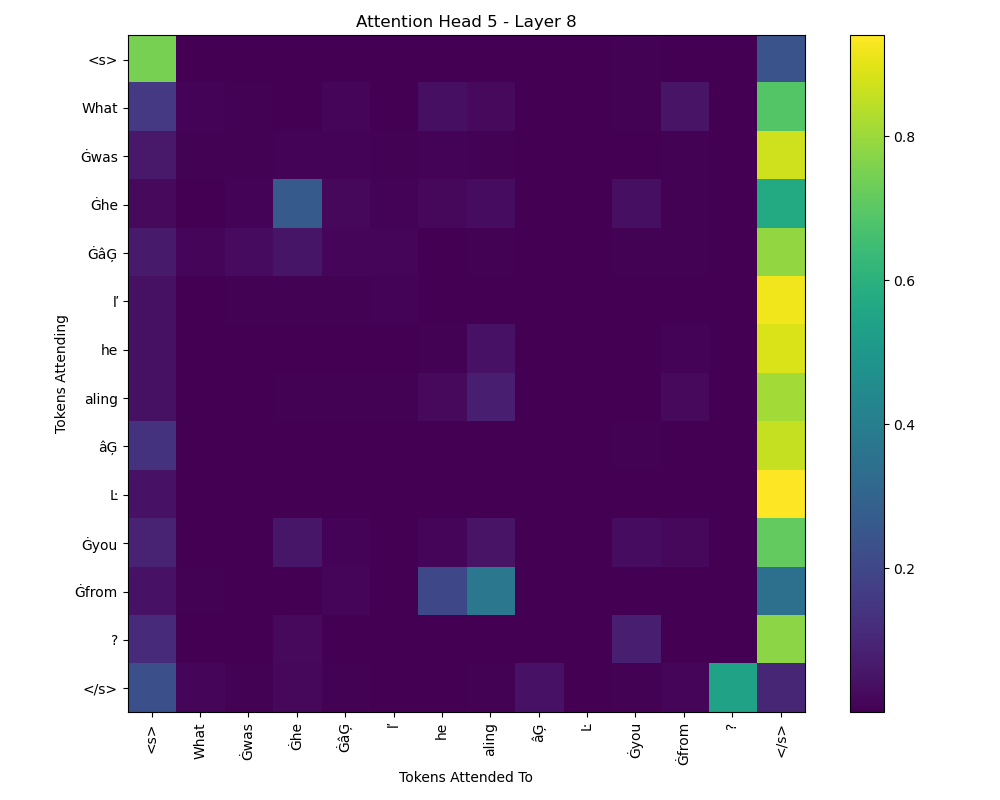 Attention Head 5 - Layer 8
Tokens Attending
<s>
What
Ġwas
Ġhe
ĠâĢ
ľ
he
aling
âĢ
Ŀ
Ġyou
Ġfrom
?
</s>
<s>
What
Ġwas
Ġhe
ĠâĢ
ľ
he
aling
âĢ
Ŀ
Ġyou
Ġfrom
?
</s>
Tokens Attended To
0.8
0.6
0.4
0.2